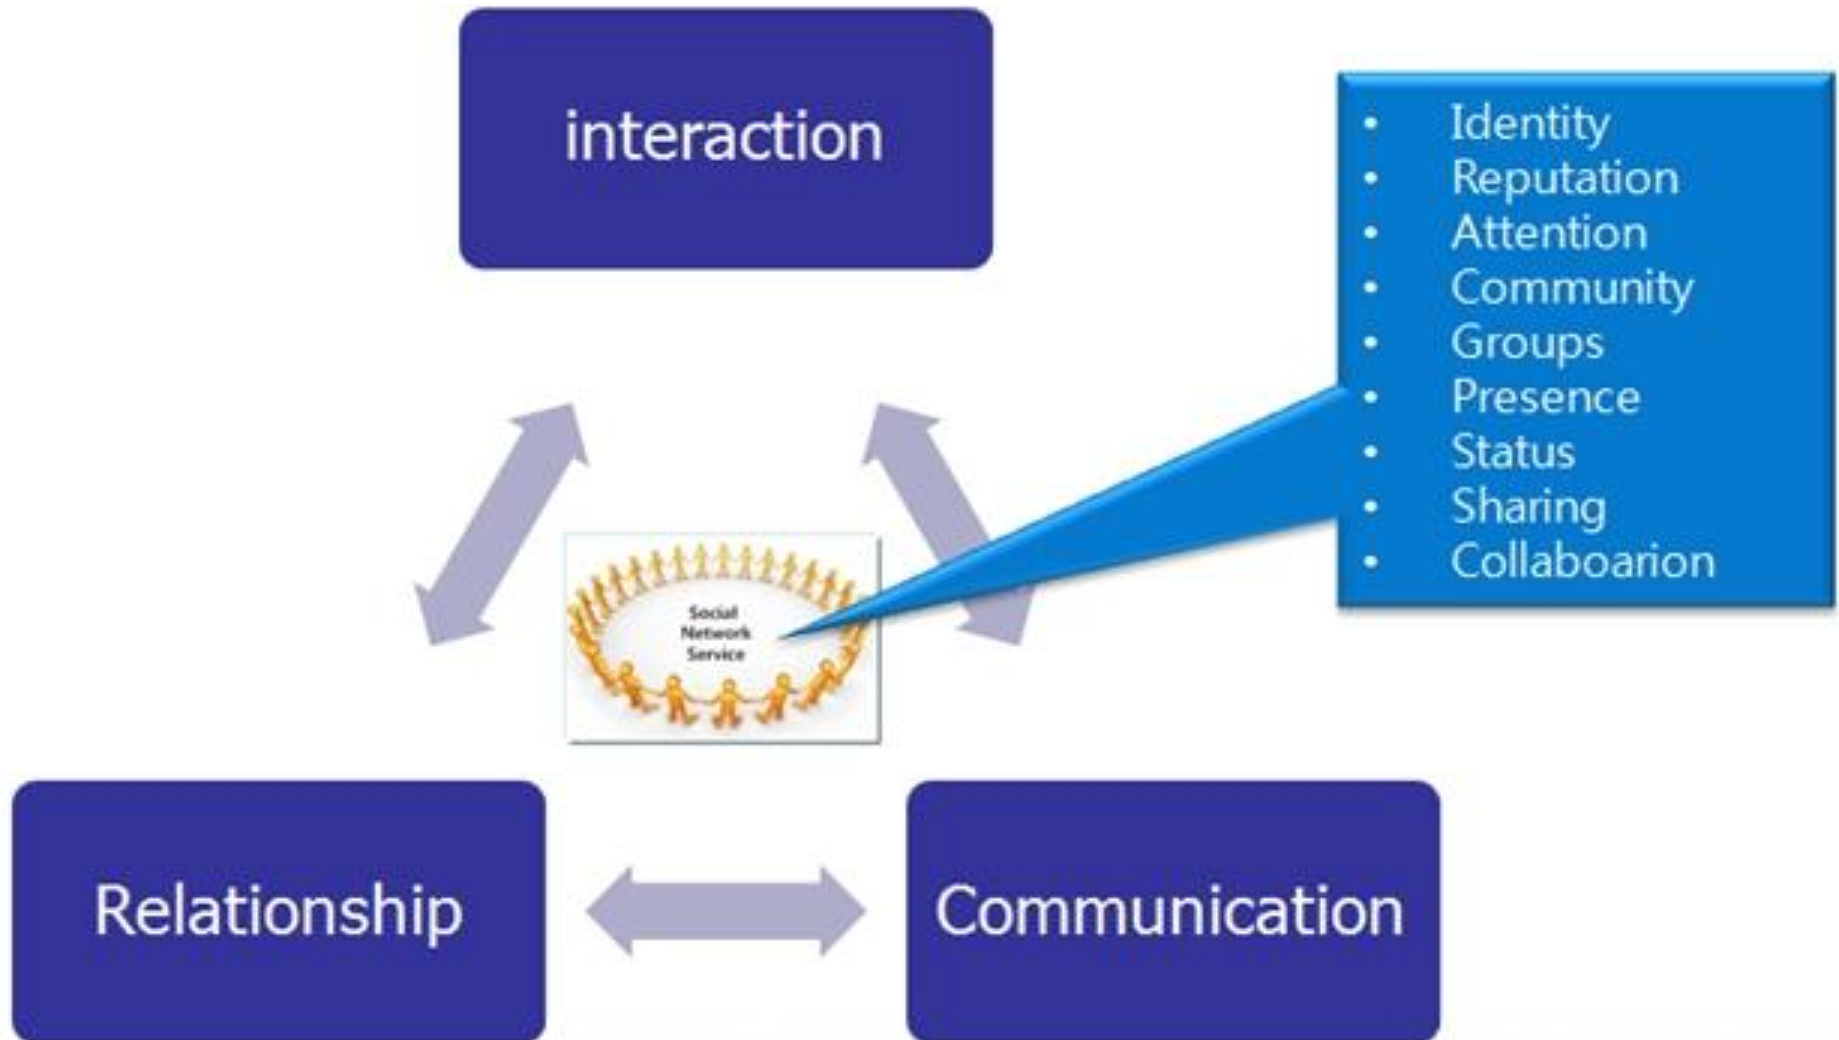 interaction
• Identity
• Reputation
• Attention
• Community
• Groups
• Presence
• Status
• Sharing
• Collaboarion
Social
Network
Service
Relationship
Communication